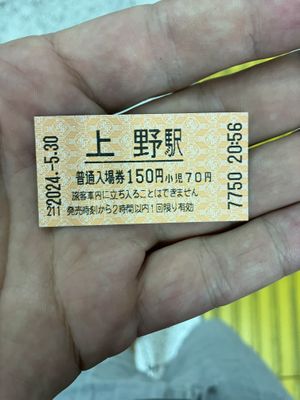 上野駅
普通入場券150円小児70円
旅客車内に立ち入ることはできません
発売時刻から2時間以内1回限り有効
2024.-5.30
211
7750 20:56